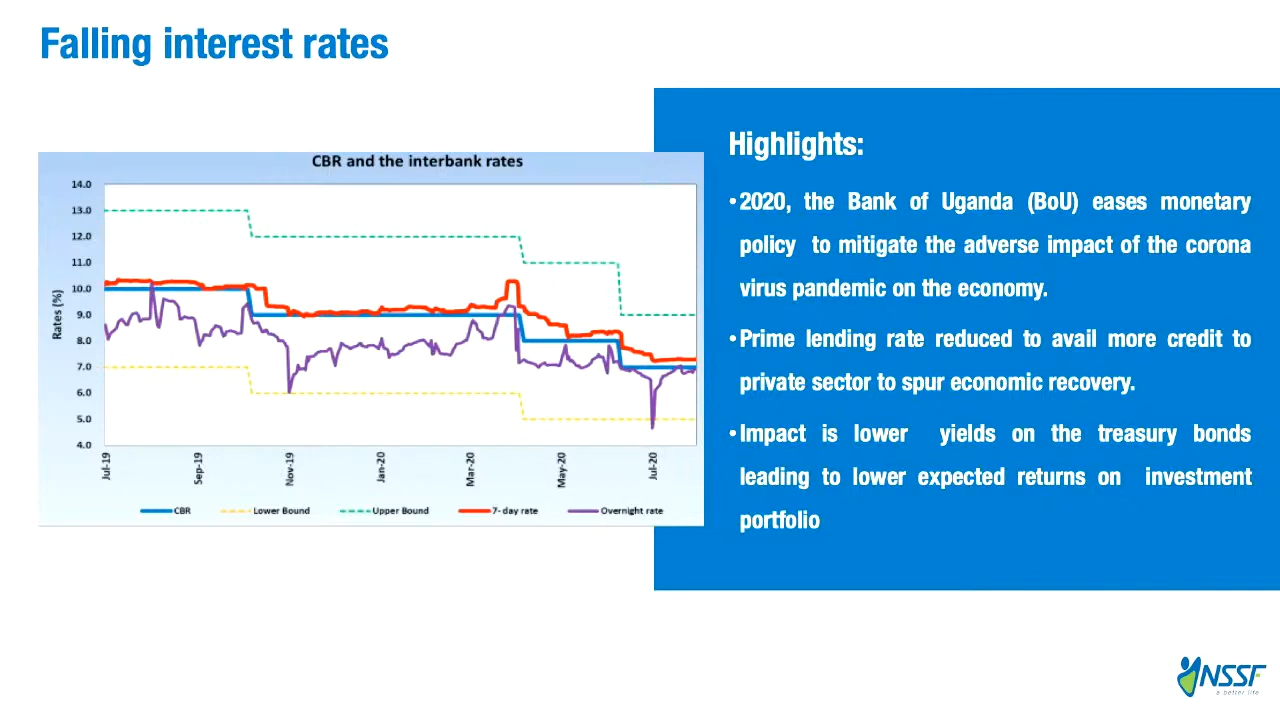 Falling interest rates
CBR and the interbank rates
14.0
13.0
12.0
11.0
10.0
9.0
8.0
7.0
6.0
5.0
4.0
Rates (%)
Jul-19
Sep-19
Nov-19
Jan-20
Mar-20
May-20
Jul-20
CBR
Lower Bound
Upper Bound
7- day rate
Overnight rate
Highlights:
•2020, the Bank of Uganda (BoU) eases monetary
policy to mitigate the adverse impact of the corona
virus pandemic on the economy.
•Prime lending rate reduced to avail more credit to
private sector to spur economic recovery.
•Impact is lower yields on the treasury bonds
leading to lower expected returns on investment
portfolio
NSSF
a better life